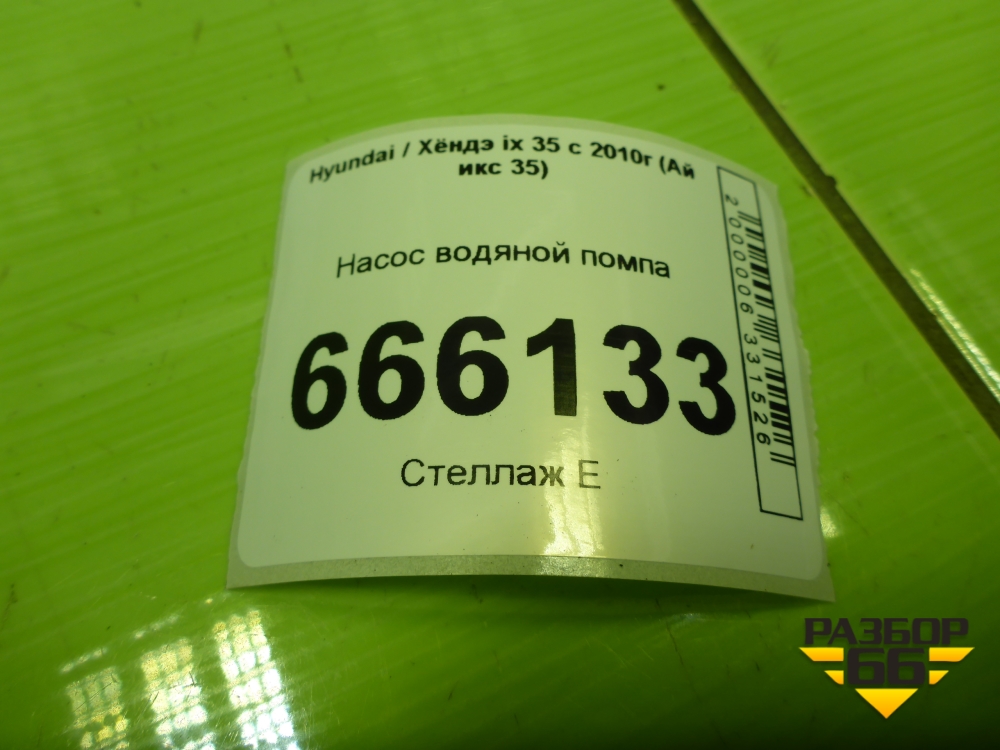 Hyundai / Хёндэ ix 35 с 2010г (Ай
икс 35)
Насос водяной помпа
666133
Стеллаж Е
2000006331526
РАЗБОР
66